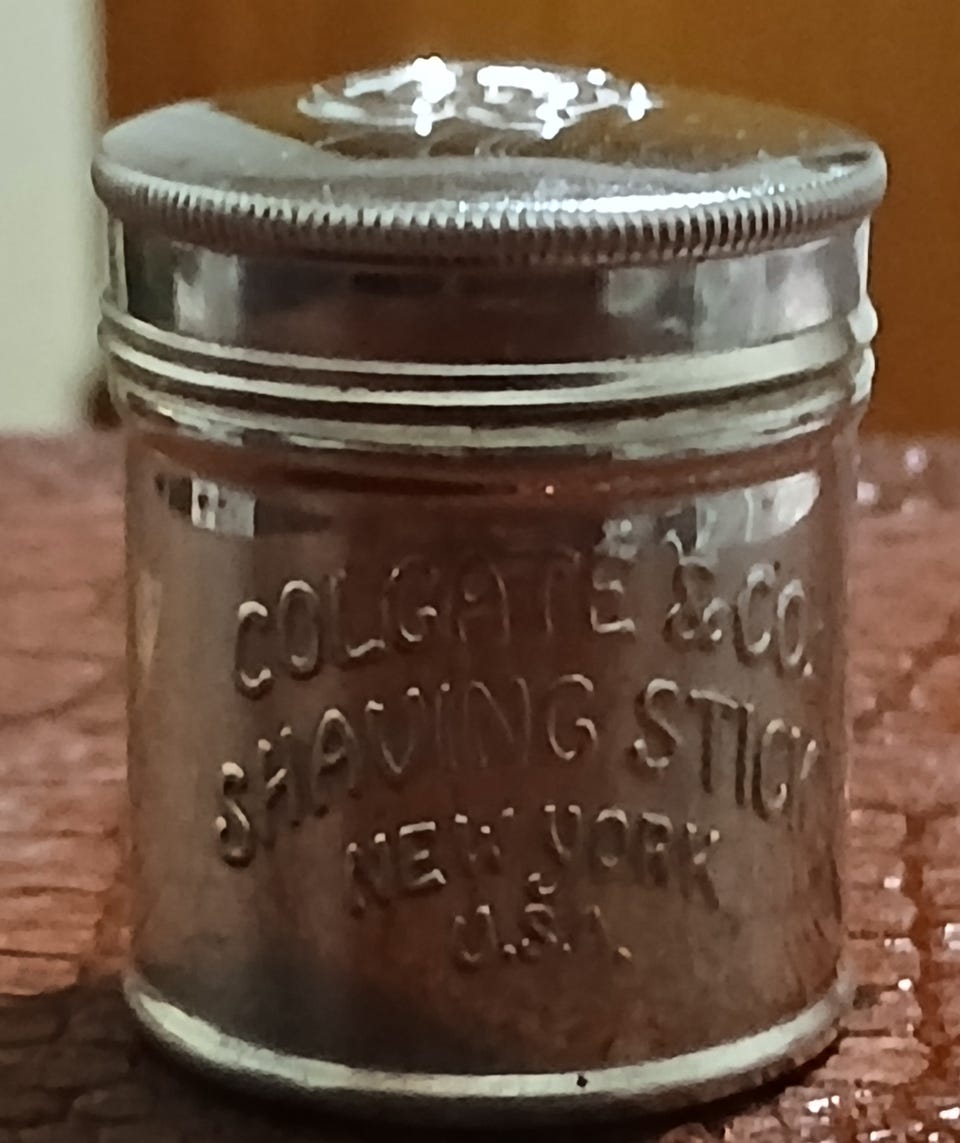 COLGATE & CO.
SHAVING STICK
NEW YORK
U.S.A.